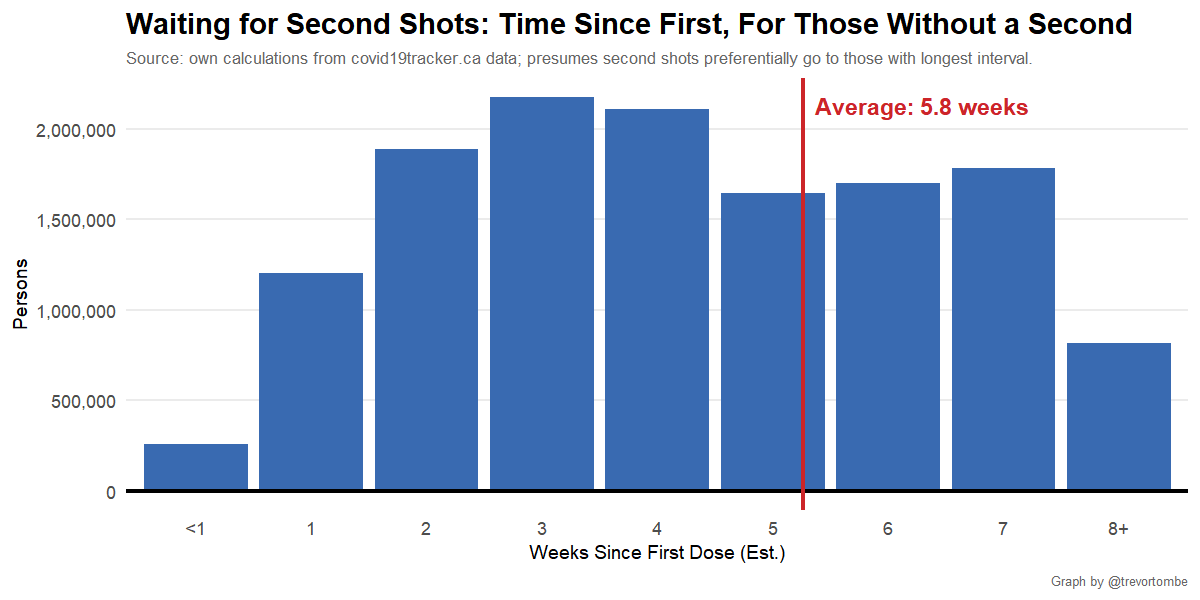 Waiting for Second Shots: Time Since First, For Those Without a Second
Source: own calculations from covid19tracker.ca data; presumes second shots preferentially go to those with longest interval.
Average: 5.8 weeks
2,000,000
1,500,000
1,000,000
500,000
0
Persons
<1 1 2 3 4 5 6 7 8+
Weeks Since First Dose (Est.)
Graph by @trevortombe